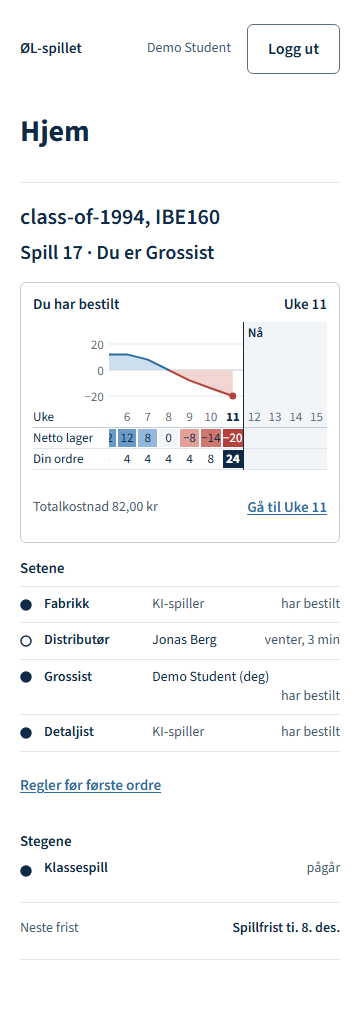 ØL-spillet Demo Student Logg ut
Hjem
class-of-1994, IBE160
Spill 17 · Du er Grossist
Du har bestilt Uke 11
Nå
20
0
−20
Uke 6 7 8 9 10 11 12 13 14 15
Netto lager 2 12 8 0 −8 −14 −20
Din ordre 4 4 4 4 8 24
Totalkostnad 82,00 kr Gå til Uke 11
Setene
Fabrikk KI-spiller har bestilt
Distributør Jonas Berg venter, 3 min
Grossist Demo Student (deg)
har bestilt
Detaljist KI-spiller har bestilt
Regler før første ordre
Stegene
Klassespill pågår
Neste frist Spillfrist ti. 8. des.